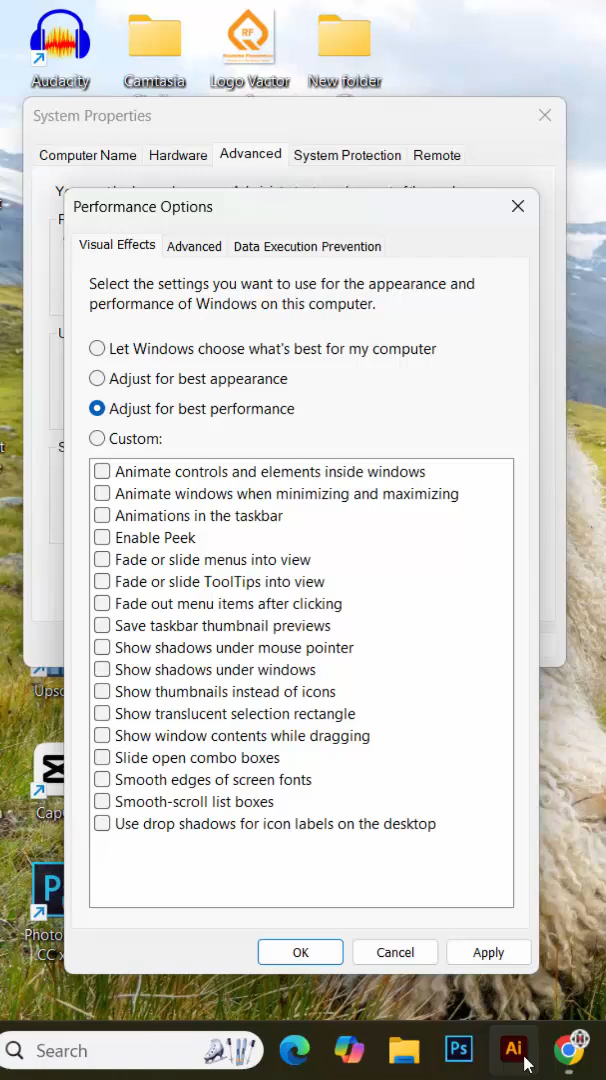 RF
Audacity
Camtasia
Logo Vactor
New folder
System Properties
Computer Name
Hardware
Advanced
System Protection
Remote
Performance Options
Visual Effects
Advanced
Data Execution Prevention
Select the settings you want to use for the appearance and
performance of Windows on this computer.
Let Windows choose what's best for my computer
Adjust for best appearance
Adjust for best performance
Custom:
Animate controls and elements inside windows
Animate windows when minimizing and maximizing
Animations in the taskbar
Enable Peek
Fade or slide menus into view
Fade or slide ToolTips into view
Fade out menu items after clicking
Save taskbar thumbnail previews
Show shadows under mouse pointer
Show shadows under windows
Show thumbnails instead of icons
Show translucent selection rectangle
Show window contents while dragging
Slide open combo boxes
Smooth edges of screen fonts
Smooth-scroll list boxes
Use drop shadows for icon labels on the desktop
Upsc
Cap
P
Photo
CC
OK
Cancel
Apply
Search
Ps
Ai